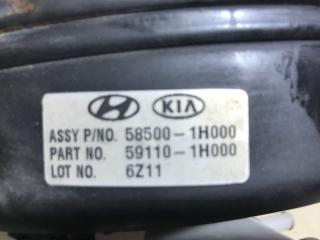 KIA
ASSY P/NO. 58500-1H000
PART NO. 59110-1H000
LOT NO. 6Z11